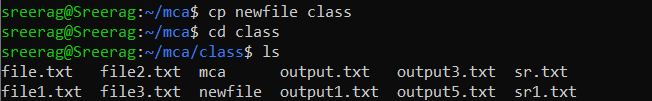 sreerag@Sreerag:~/mca$ cp newfile class
sreerag@Sreerag:~/mca$ cd class
sreerag@Sreerag:~/mca/class$ ls
file.txt   file2.txt  mca      output.txt   output3.txt  sr.txt
file1.txt  file3.txt  newfile  output1.txt  output5.txt  sr1.txt